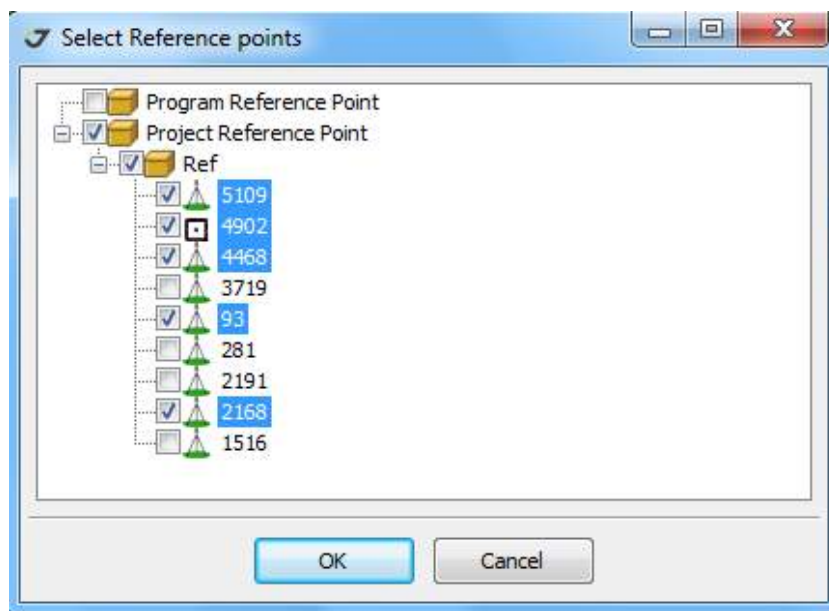 Select Reference points
Program Reference Point
Project Reference Point
Ref
5109
4902
4468
3719
93
281
2191
2168
1516
OK Cancel